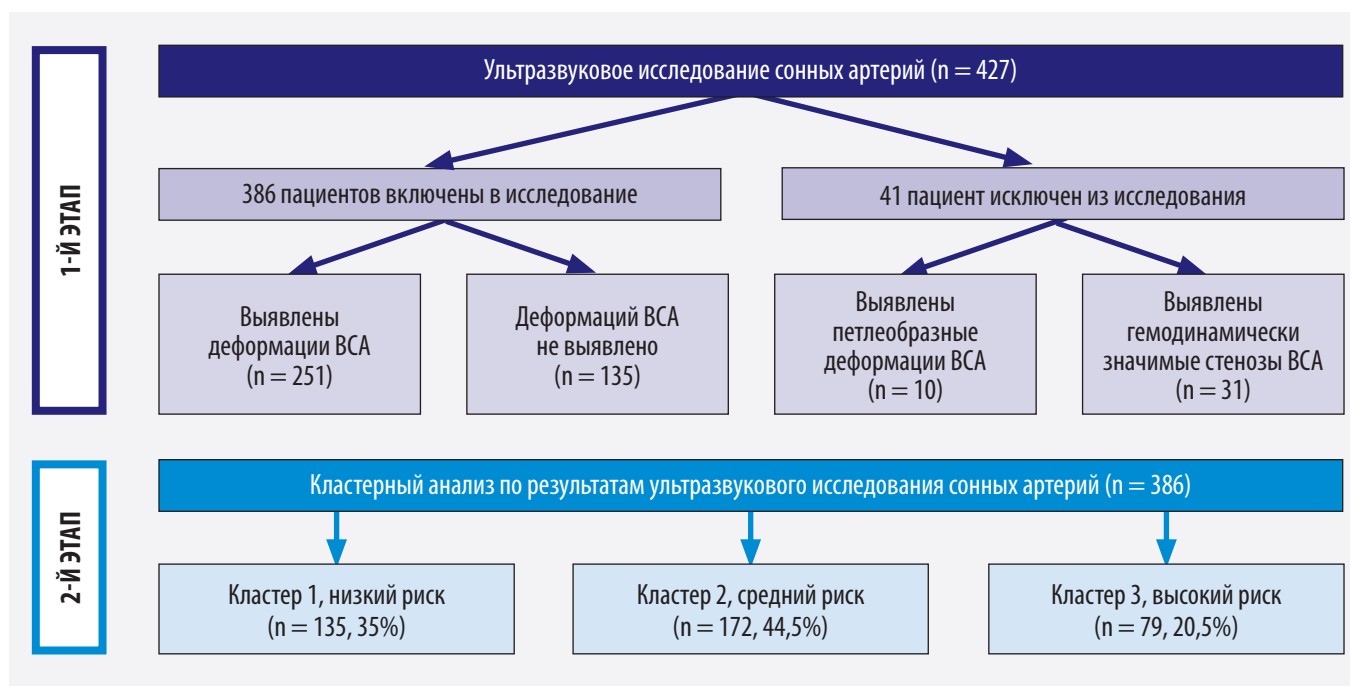 1-Й ЭТАП
Ультразвуковое исследование сонных артерий (n = 427)
386 пациентов включены в исследование
41 пациент исключен из исследования
Выявлены
деформации ВСА
(n = 251)
Деформаций ВСА
не выявлено
(n = 135)
Выявлены
петлеобразные
деформации ВСА
(n = 10)
Выявлены
гемодинамически
значимые стенозы ВСА
(n = 31)
2-Й ЭТАП
Кластерный анализ по результатам ультразвукового исследования сонных артерий (n = 386)
Кластер 1, низкий риск
(n = 135, 35%)
Кластер 2, средний риск
(n = 172, 44,5%)
Кластер 3, высокий риск
(n = 79, 20,5%)